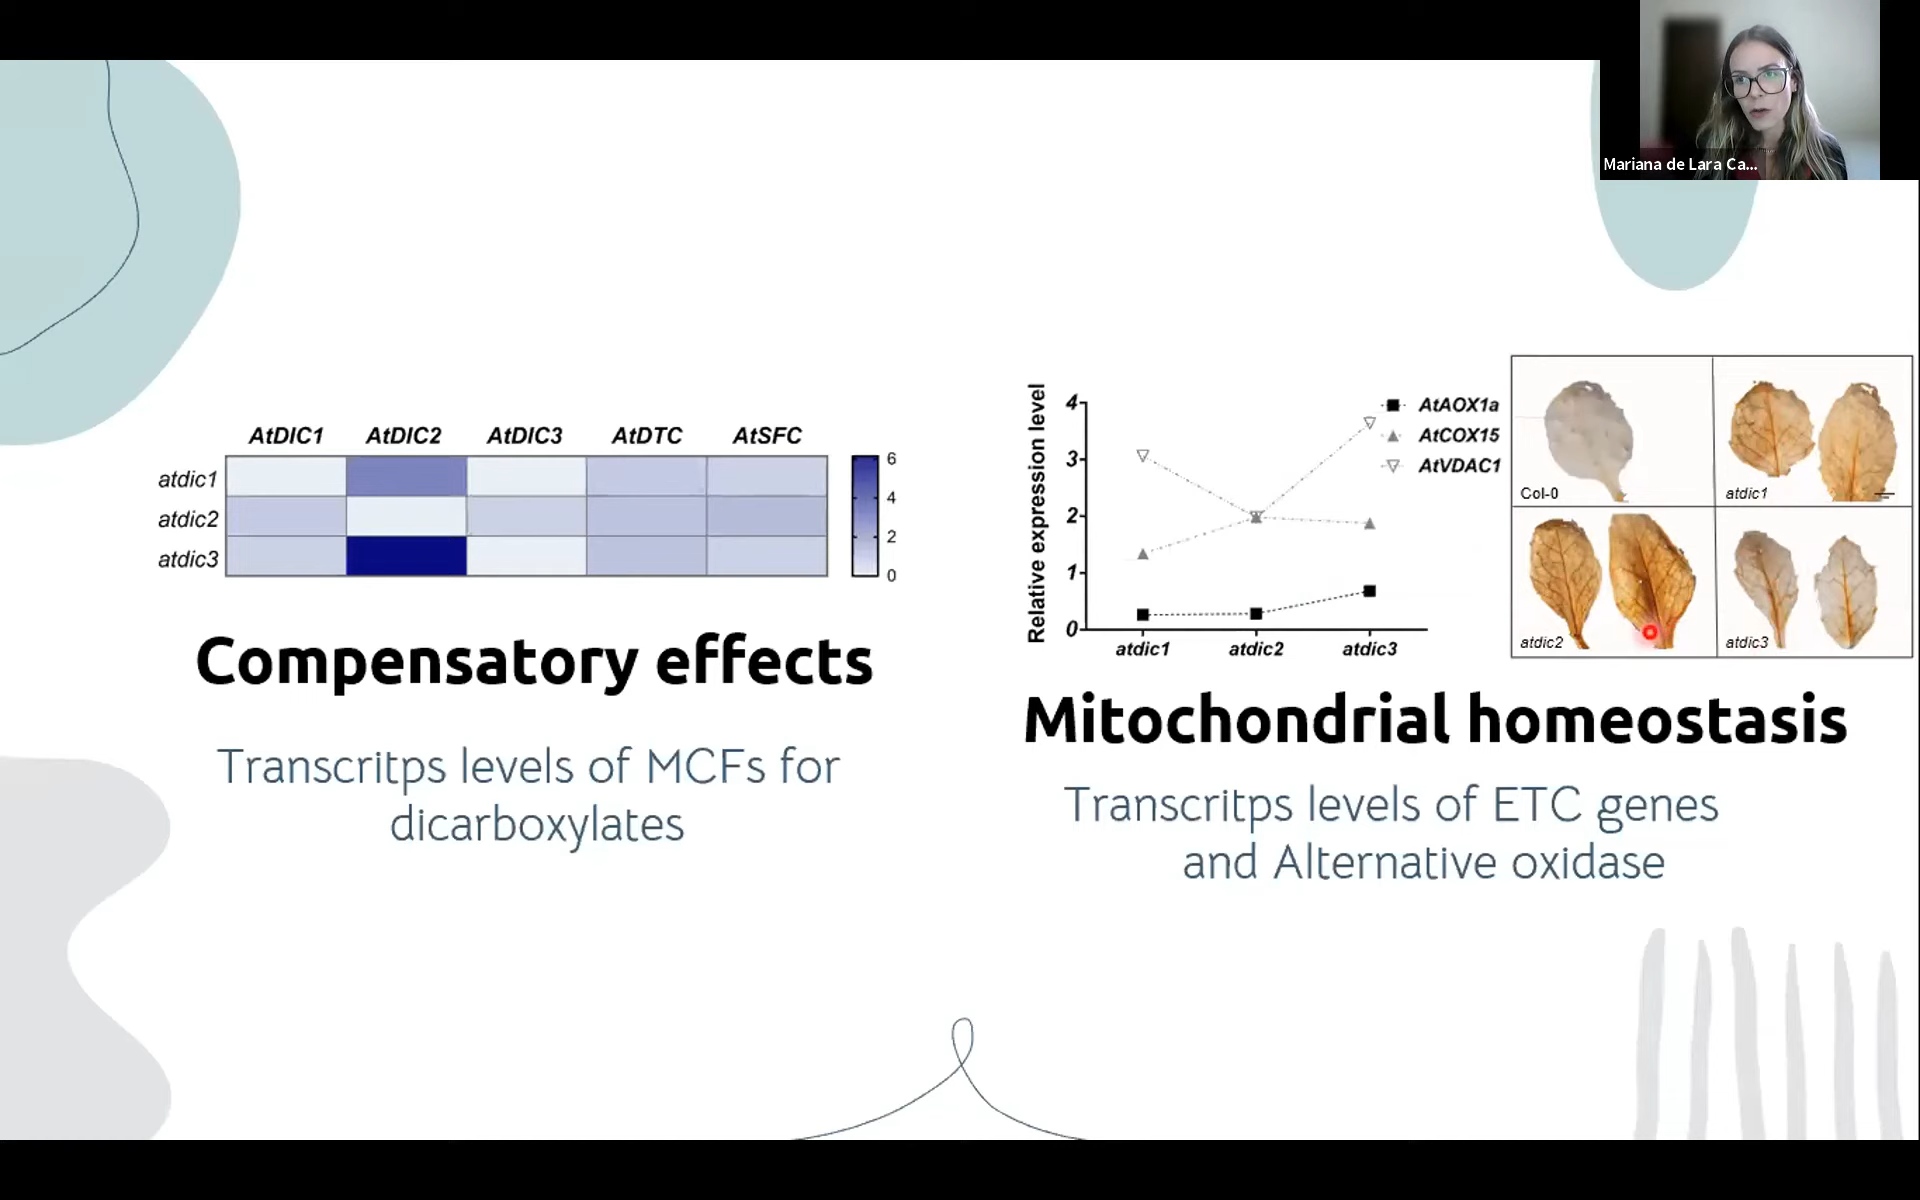 Mariana de Lara Ca...
AtDIC1 AtDIC2 AtDIC3 AtDTC AtSFC
atdic1
atdic2
atdic3
6
4
2
0
Compensatory effects
Transcritps levels of MCFs for
dicarboxylates
Relative expression level
4
3
2
1
0
atdic1 atdic2 atdic3
AtAOX1a
AtCOX15
AtVDAC1
Col-0
atdic1
atdic2
atdic3
Mitochondrial homeostasis
Transcritps levels of ETC genes
and Alternative oxidase